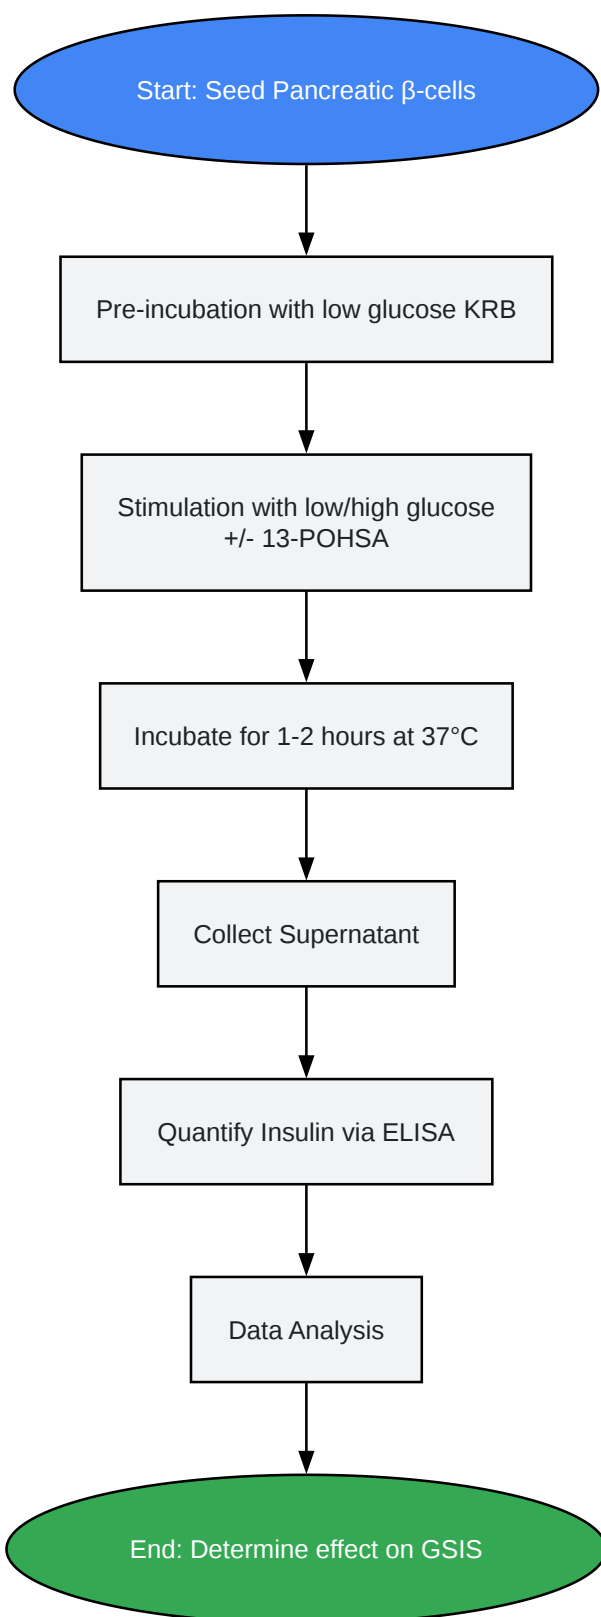 Start: Seed Pancreatic β-cells
Pre-incubation with low glucose KRB
Stimulation with low/high glucose
+/- 13-POHSA
Incubate for 1-2 hours at 37°C
Collect Supernatant
Quantify Insulin via ELISA
Data Analysis
End: Determine effect on GSIS